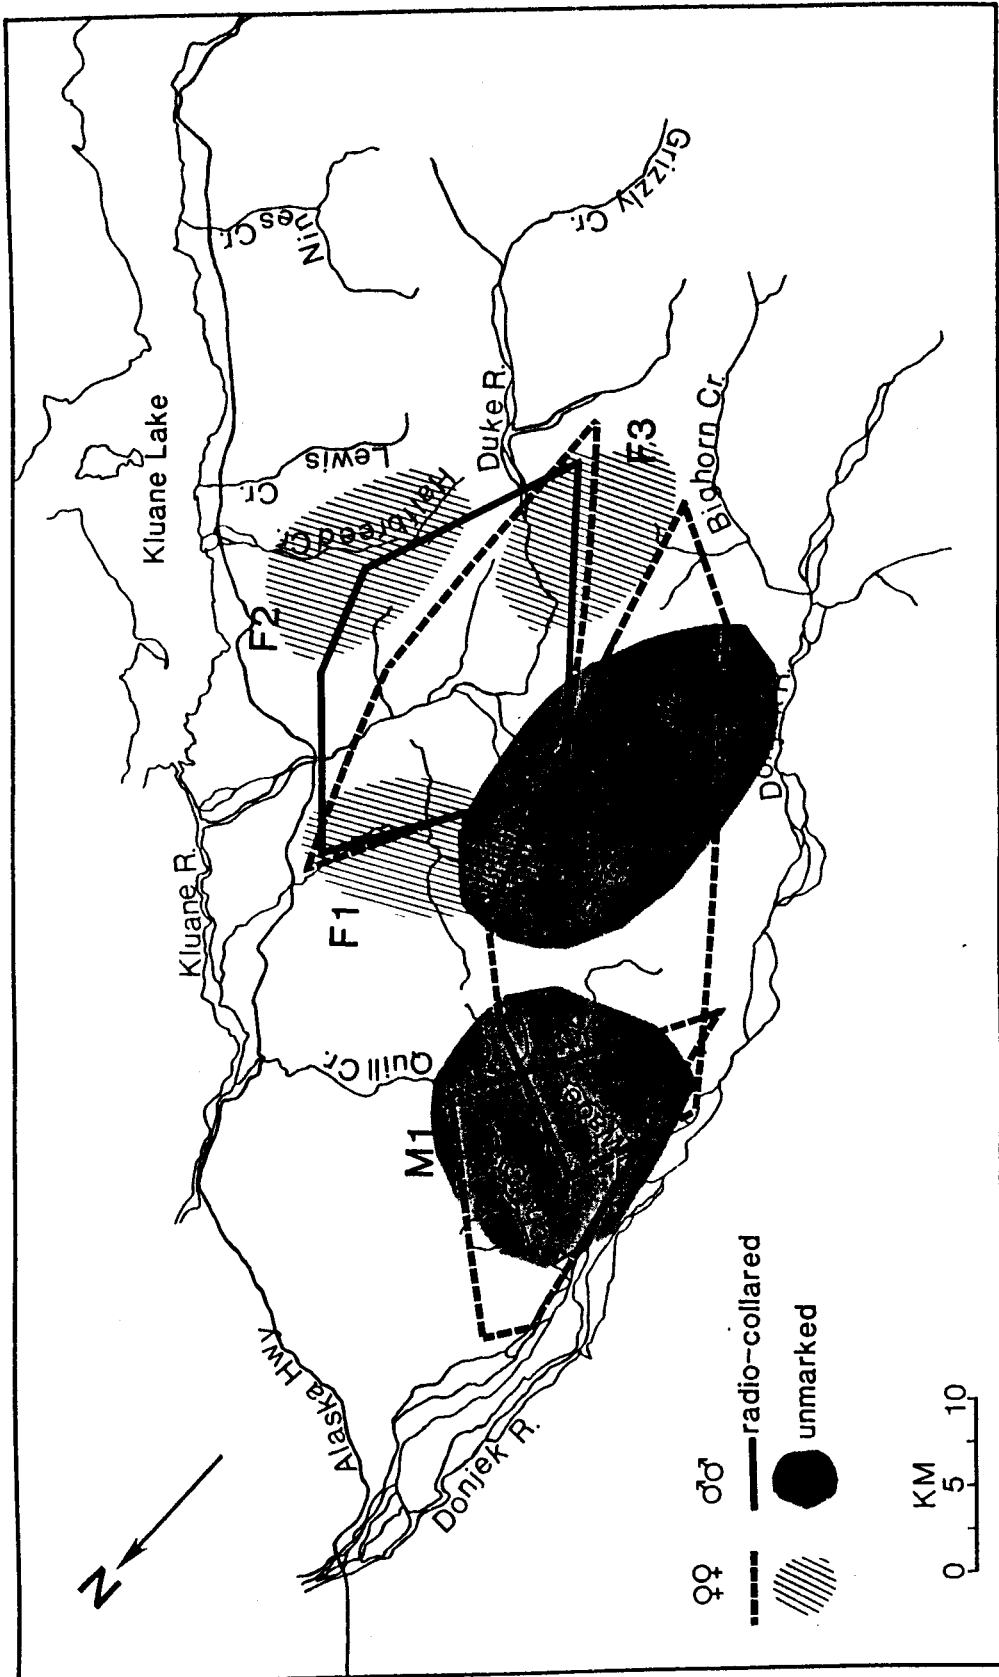 Kluane Lake
Kluane R.
Nines Cr.
Lewis
Cr.
Halfbreed Cr.
Duke R.
Grizzly
Cr.
Bighorn Cr.
F1
F2
F3
M1
Quill Cr.
Alaska Hwy
Donjek R.
N
♀♀
♂♂
radio-collared
unmarked
KM
0
5
10